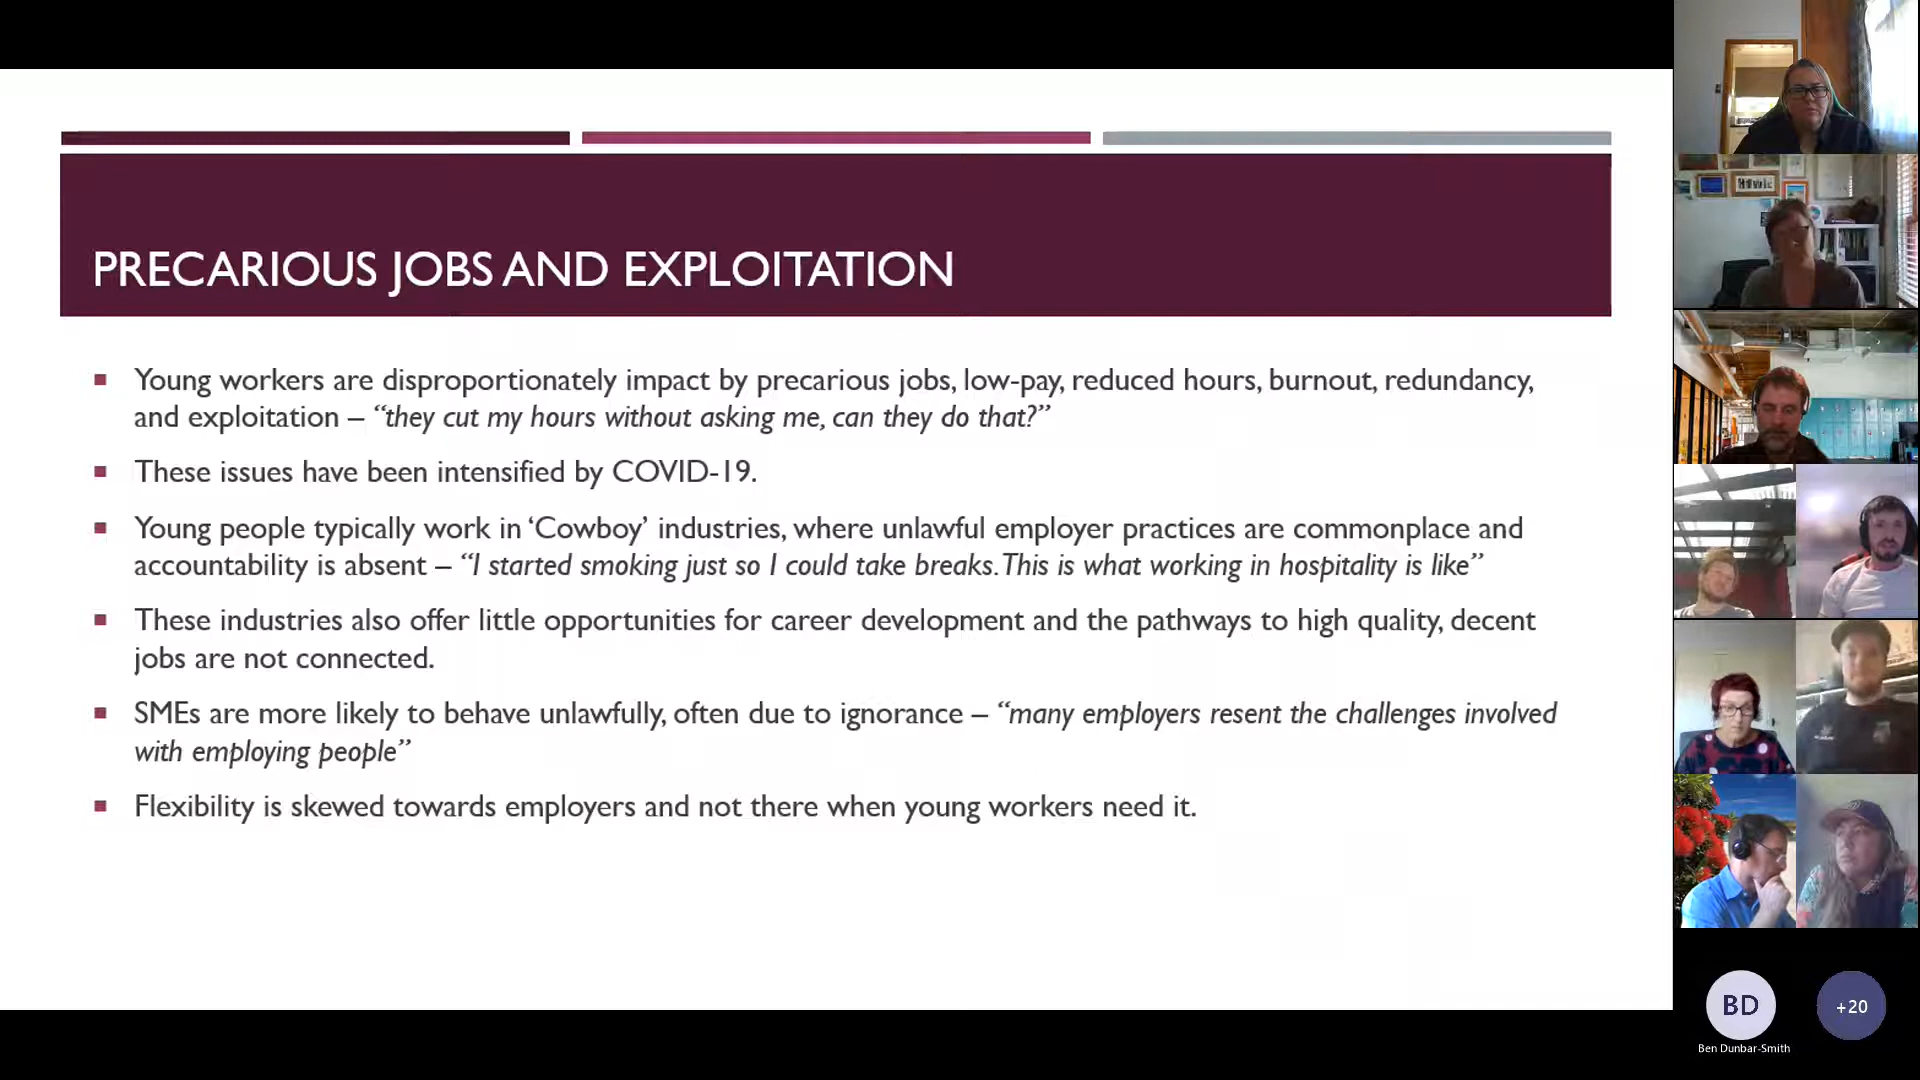 PRECARIOUS JOBS AND EXPLOITATION
Young workers are disproportionately impact by precarious jobs, low-pay, reduced hours, burnout, redundancy,
and exploitation – “they cut my hours without asking me, can they do that?”
These issues have been intensified by COVID-19.
Young people typically work in ‘Cowboy’ industries, where unlawful employer practices are commonplace and
accountability is absent – “I started smoking just so I could take breaks. This is what working in hospitality is like”
These industries also offer little opportunities for career development and the pathways to high quality, decent
jobs are not connected.
SMEs are more likely to behave unlawfully, often due to ignorance – “many employers resent the challenges involved
with employing people”
Flexibility is skewed towards employers and not there when young workers need it.
BD
+20
Ben Dunbar-Smith